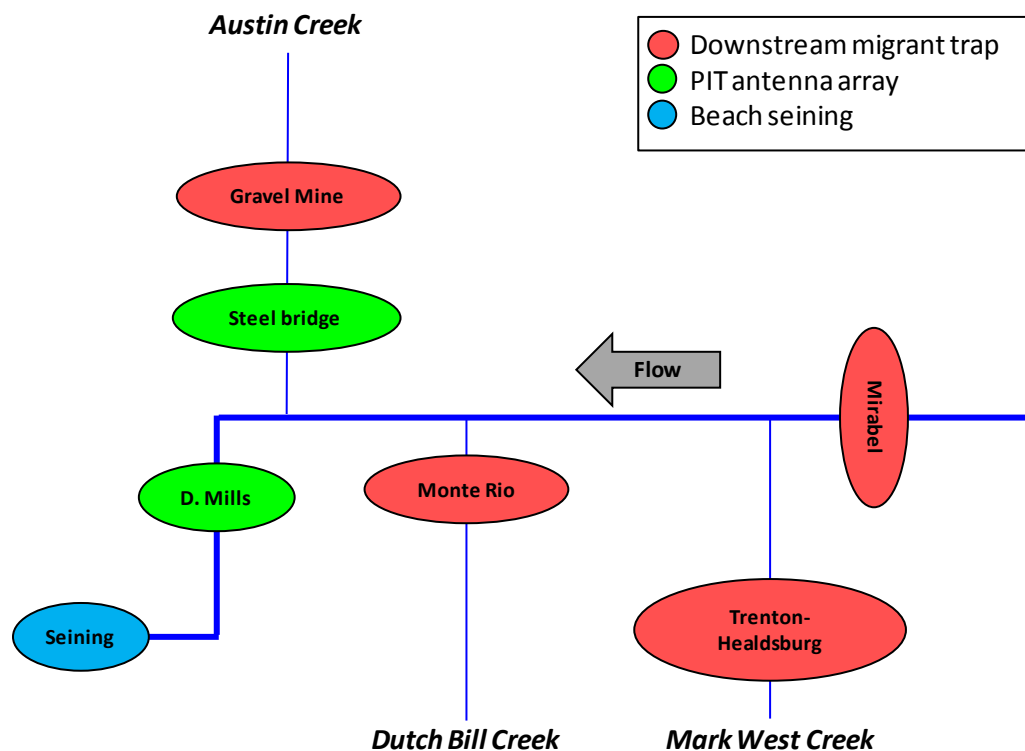 Austin Creek
Downstream migrant trap
PIT antenna array
Beach seining
Gravel Mine
Steel bridge
Flow
Mirabel
D. Mills
Monte Rio
Seining
Trenton-
Healdsburg
Dutch Bill Creek
Mark West Creek